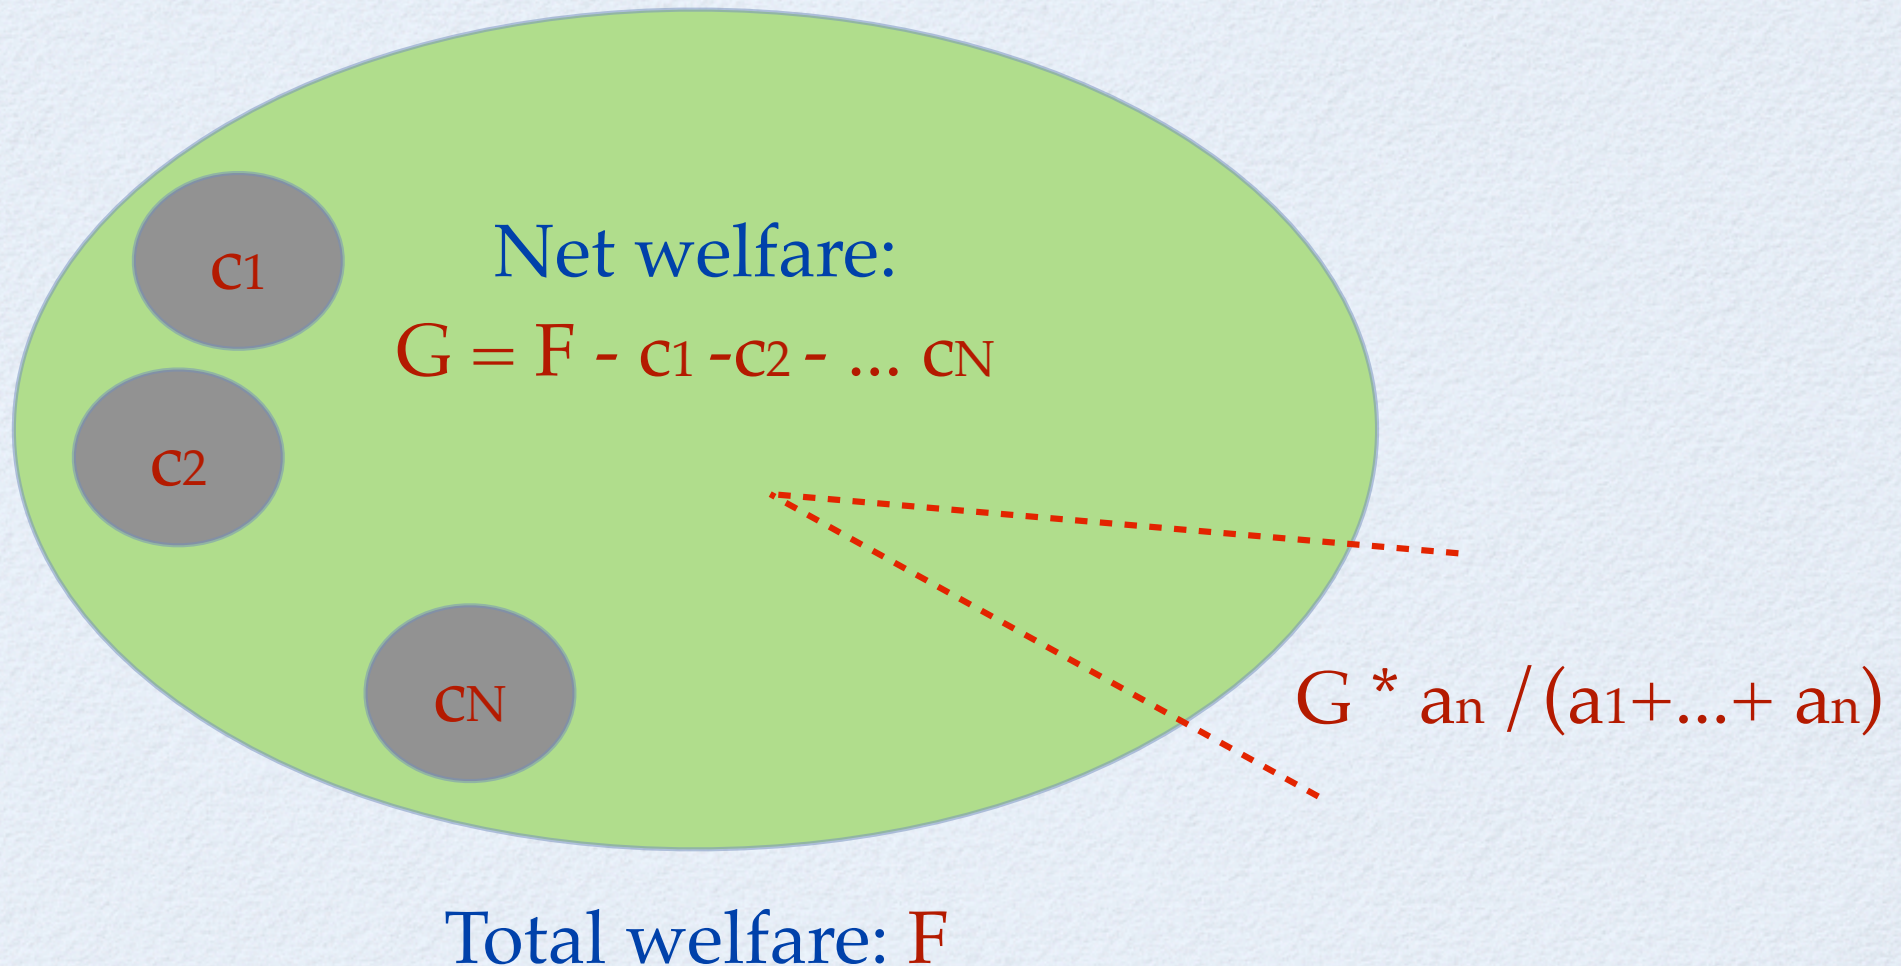 c1
Net welfare:
G = F - c1 -c2 - ... cN
c2
cN
G * an / (a1+...+ an)
Total welfare: F